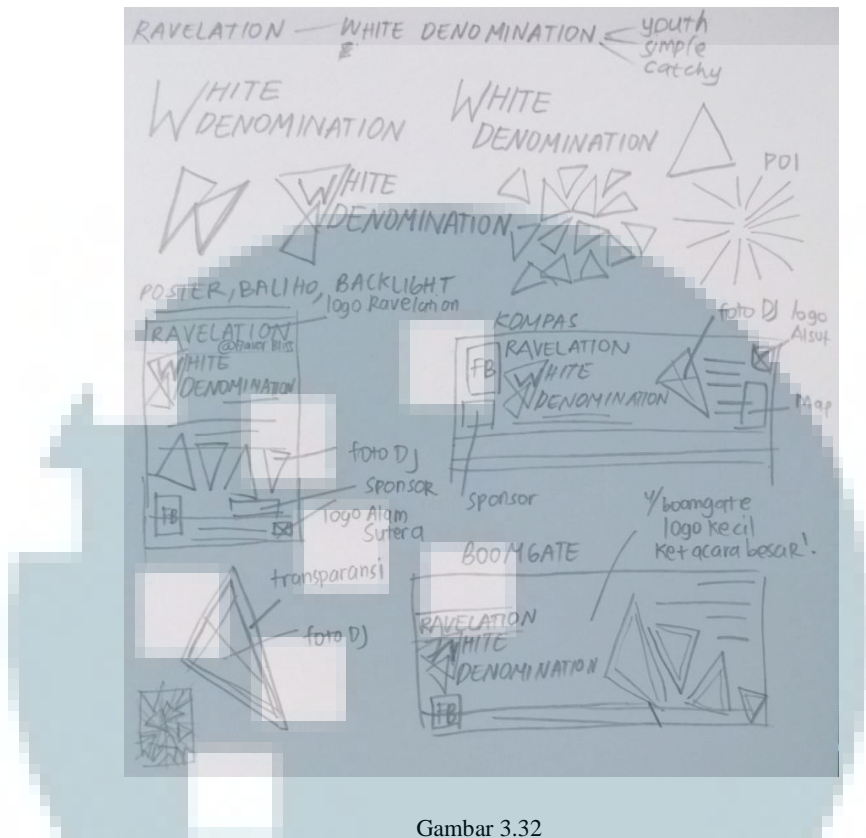 RAVELATION — WHITE DENOMINATION
youth
simple
catchy
WHITE
DENOMINATION
WHITE
DENOMINATION
POI
WHITE
DENOMINATION
POSTER, BALIHO, BACKLIGHT
logo Ravelation
RAVELATION
WHITE
DENOMINATION
foto DJ
sponsor
FB
logo Alam
Sutera
KOMPAS
foto DJ
logo
Alsut
FB
RAVELATION
WHITE
DENOMINATION
Map
sponsor
transparansi
foto DJ
BOOMGATE
y/boomgate
logo kecil
ket acara besar!
RAVELATION
WHITE
DENOMINATION
FB
Gambar 3.32